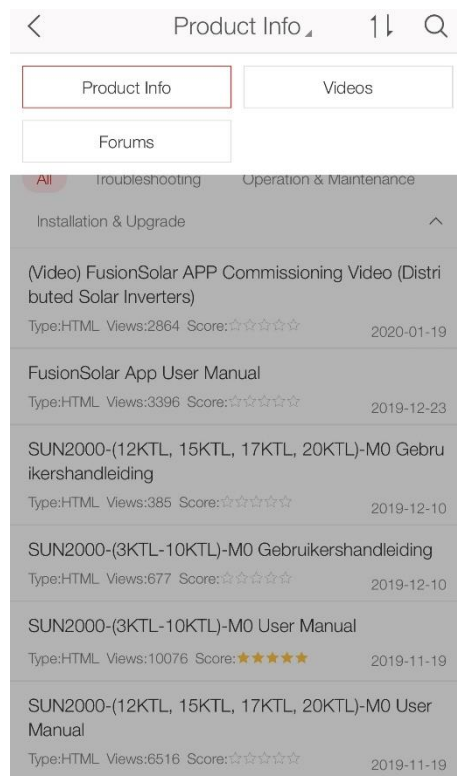 Product Info
Product Info
Videos
Forums
All Troubleshooting Operation & Maintenance
Installation & Upgrade
(Video) FusionSolar APP Commissioning Video (Distri
buted Solar Inverters)
Type:HTML Views:2864 Score:☆☆☆☆☆ 2020-01-19
FusionSolar App User Manual
Type:HTML Views:3396 Score:☆☆☆☆☆ 2019-12-23
SUN2000-(12KTL, 15KTL, 17KTL, 20KTL)-M0 Gebru
ikershandleiding
Type:HTML Views:385 Score:☆☆☆☆☆ 2019-12-10
SUN2000-(3KTL-10KTL)-M0 Gebruikershandleiding
Type:HTML Views:677 Score:☆☆☆☆☆ 2019-12-10
SUN2000-(3KTL-10KTL)-M0 User Manual
Type:HTML Views:10076 Score:★★★★★ 2019-11-19
SUN2000-(12KTL, 15KTL, 17KTL, 20KTL)-M0 User
Manual
Type:HTML Views:6516 Score:☆☆☆☆☆ 2019-11-19